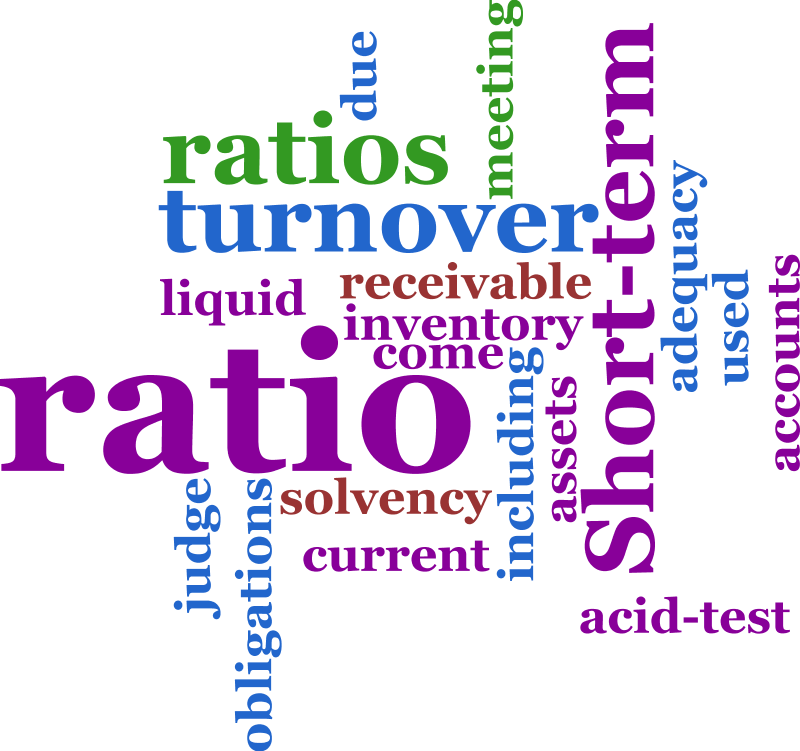 due
meeting
Short-term
ratios
turnover
adequacy
used
accounts
receivable
liquid
inventory
come
ratio
including
assets
solvency
judge
obligations
current
acid-test